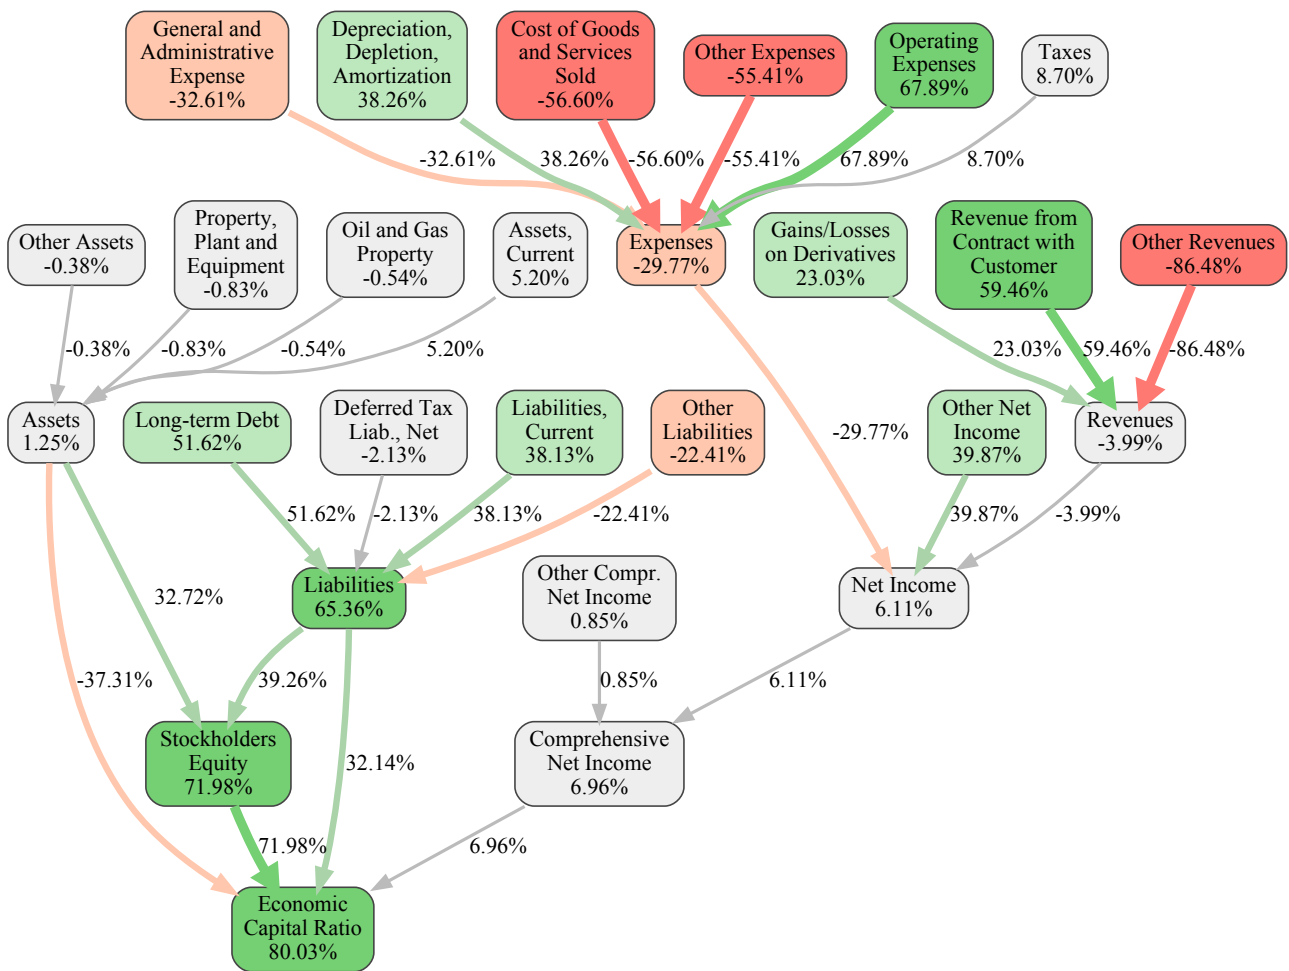 General and
Administrative
Expense
-32.61%
Depreciation,
Depletion,
Amortization
38.26%
Cost of Goods
and Services
Sold
-56.60%
Other Expenses
-55.41%
Operating
Expenses
67.89%
Taxes
8.70%
-32.61%
38.26%
-56.60%
-55.41%
67.89%
8.70%
Other Assets
-0.38%
Property,
Plant and
Equipment
-0.83%
Oil and Gas
Property
-0.54%
Assets,
Current
5.20%
Expenses
-29.77%
Gains/Losses
on Derivatives
23.03%
Revenue from
Contract with
Customer
59.46%
Other Revenues
-86.48%
-0.38%
-0.83%
-0.54%
5.20%
23.03%
59.46%
-86.48%
Assets
1.25%
Long-term Debt
51.62%
Deferred Tax
Liab., Net
-2.13%
Liabilities,
Current
38.13%
Other
Liabilities
-22.41%
-29.77%
Other Net
Income
39.87%
Revenues
-3.99%
51.62%
-2.13%
38.13%
-22.41%
39.87%
-3.99%
32.72%
Liabilities
65.36%
Other Compr.
Net Income
0.85%
Net Income
6.11%
-37.31%
39.26%
0.85%
6.11%
Stockholders
Equity
71.98%
32.14%
Comprehensive
Net Income
6.96%
71.98%
6.96%
Economic
Capital Ratio
80.03%